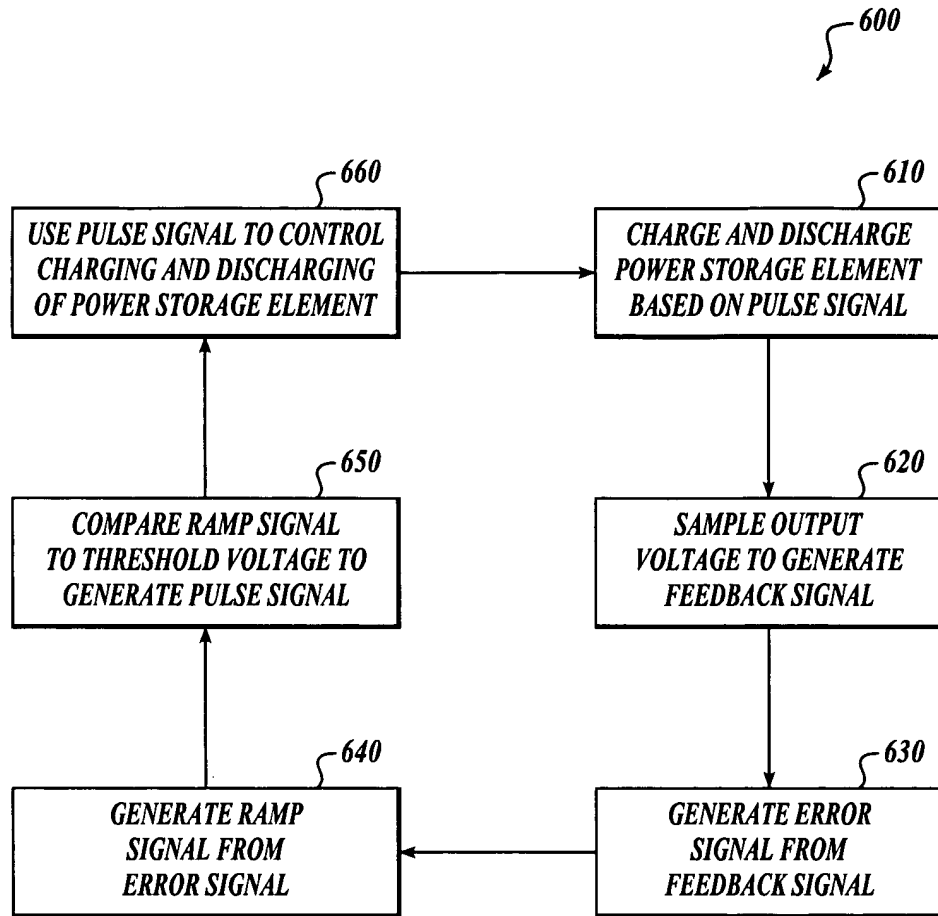 600
660
USE PULSE SIGNAL TO CONTROL
CHARGING AND DISCHARGING
OF POWER STORAGE ELEMENT
610
CHARGE AND DISCHARGE
POWER STORAGE ELEMENT
BASED ON PULSE SIGNAL
650
COMPARE RAMP SIGNAL
TO THRESHOLD VOLTAGE TO
GENERATE PULSE SIGNAL
620
SAMPLE OUTPUT
VOLTAGE TO GENERATE
FEEDBACK SIGNAL
640
GENERATE RAMP
SIGNAL FROM
ERROR SIGNAL
630
GENERATE ERROR
SIGNAL FROM
FEEDBACK SIGNAL